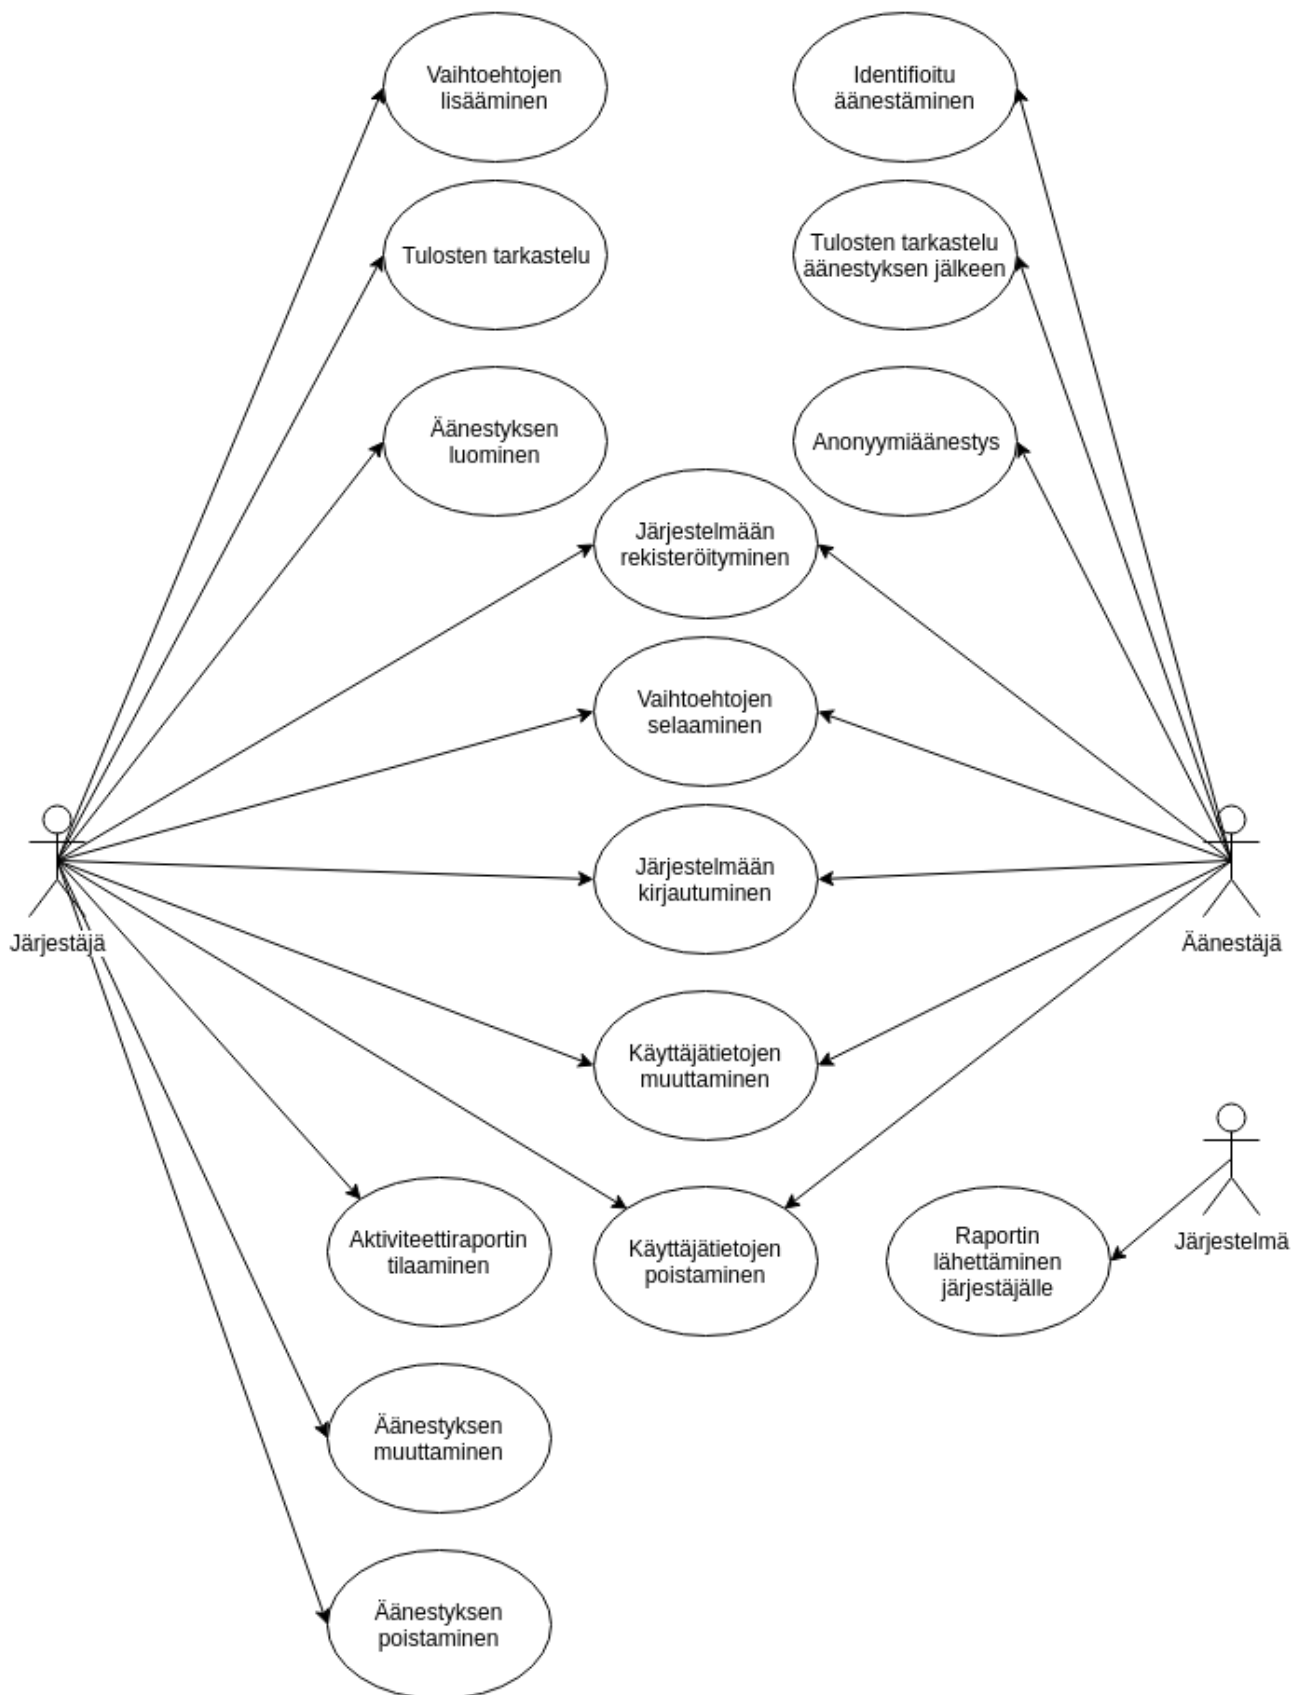 Vaihtoehtojen
lisääminen
Identifioitu
äänestäminen
Tulosten tarkastelu
Tulosten tarkastelu
äänestyksen jälkeen
Äänestyksen
luominen
Anonyymiäänestys
Järjestelmään
rekisteröityminen
Vaihtoehtojen
selaaminen
Järjestelmään
kirjautuminen
Järjestäjä
Äänestäjä
Käyttäjätietojen
muuttaminen
Aktiviteettiraportin
tilaaminen
Käyttäjätietojen
poistaminen
Raportin
lähettäminen
järjestäjälle
Järjestelmä
Äänestyksen
muuttaminen
Äänestyksen
poistaminen